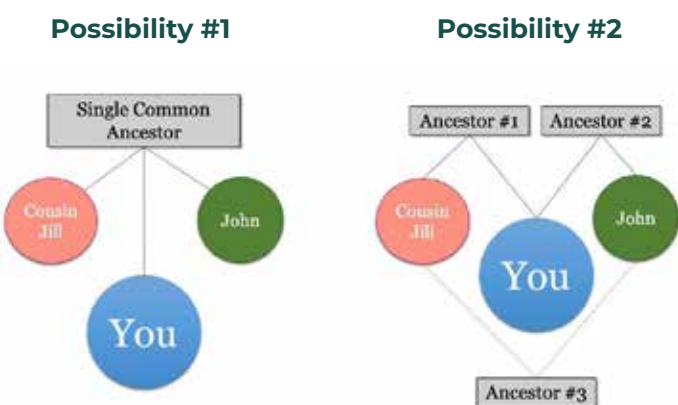 Possibility #1
Possibility #2
Single Common
Ancestor
Cousin
Jill
John
You
Ancestor #1
Ancestor #2
Cousin
Jill
John
You
Ancestor #3